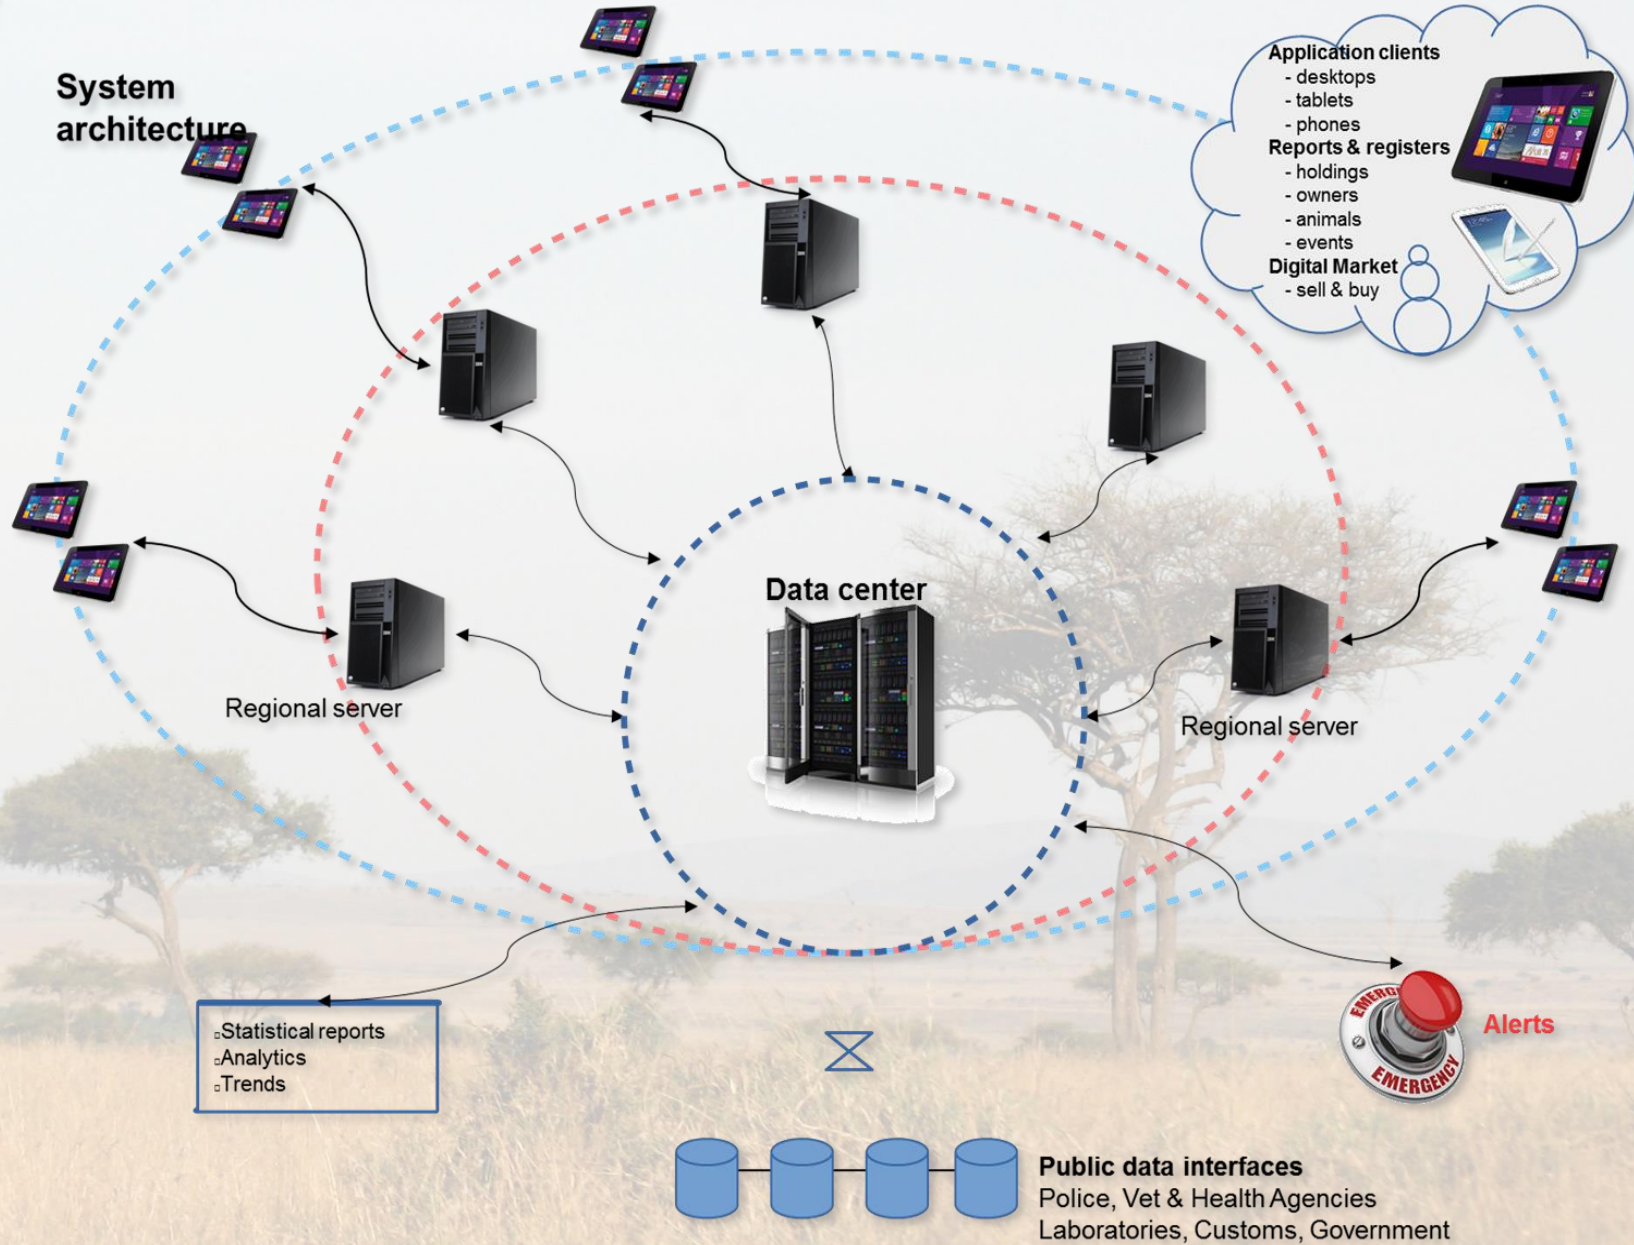 System
architecture
Application clients
- desktops
- tablets
- phones
Reports & registers
- holdings
- owners
- animals
- events
Digital Market
- sell & buy
Data center
Regional server
Regional server
Statistical reports
Analytics
Trends
EMERGENCY
Alerts
Public data interfaces
Police, Vet & Health Agencies
Laboratories, Customs, Government